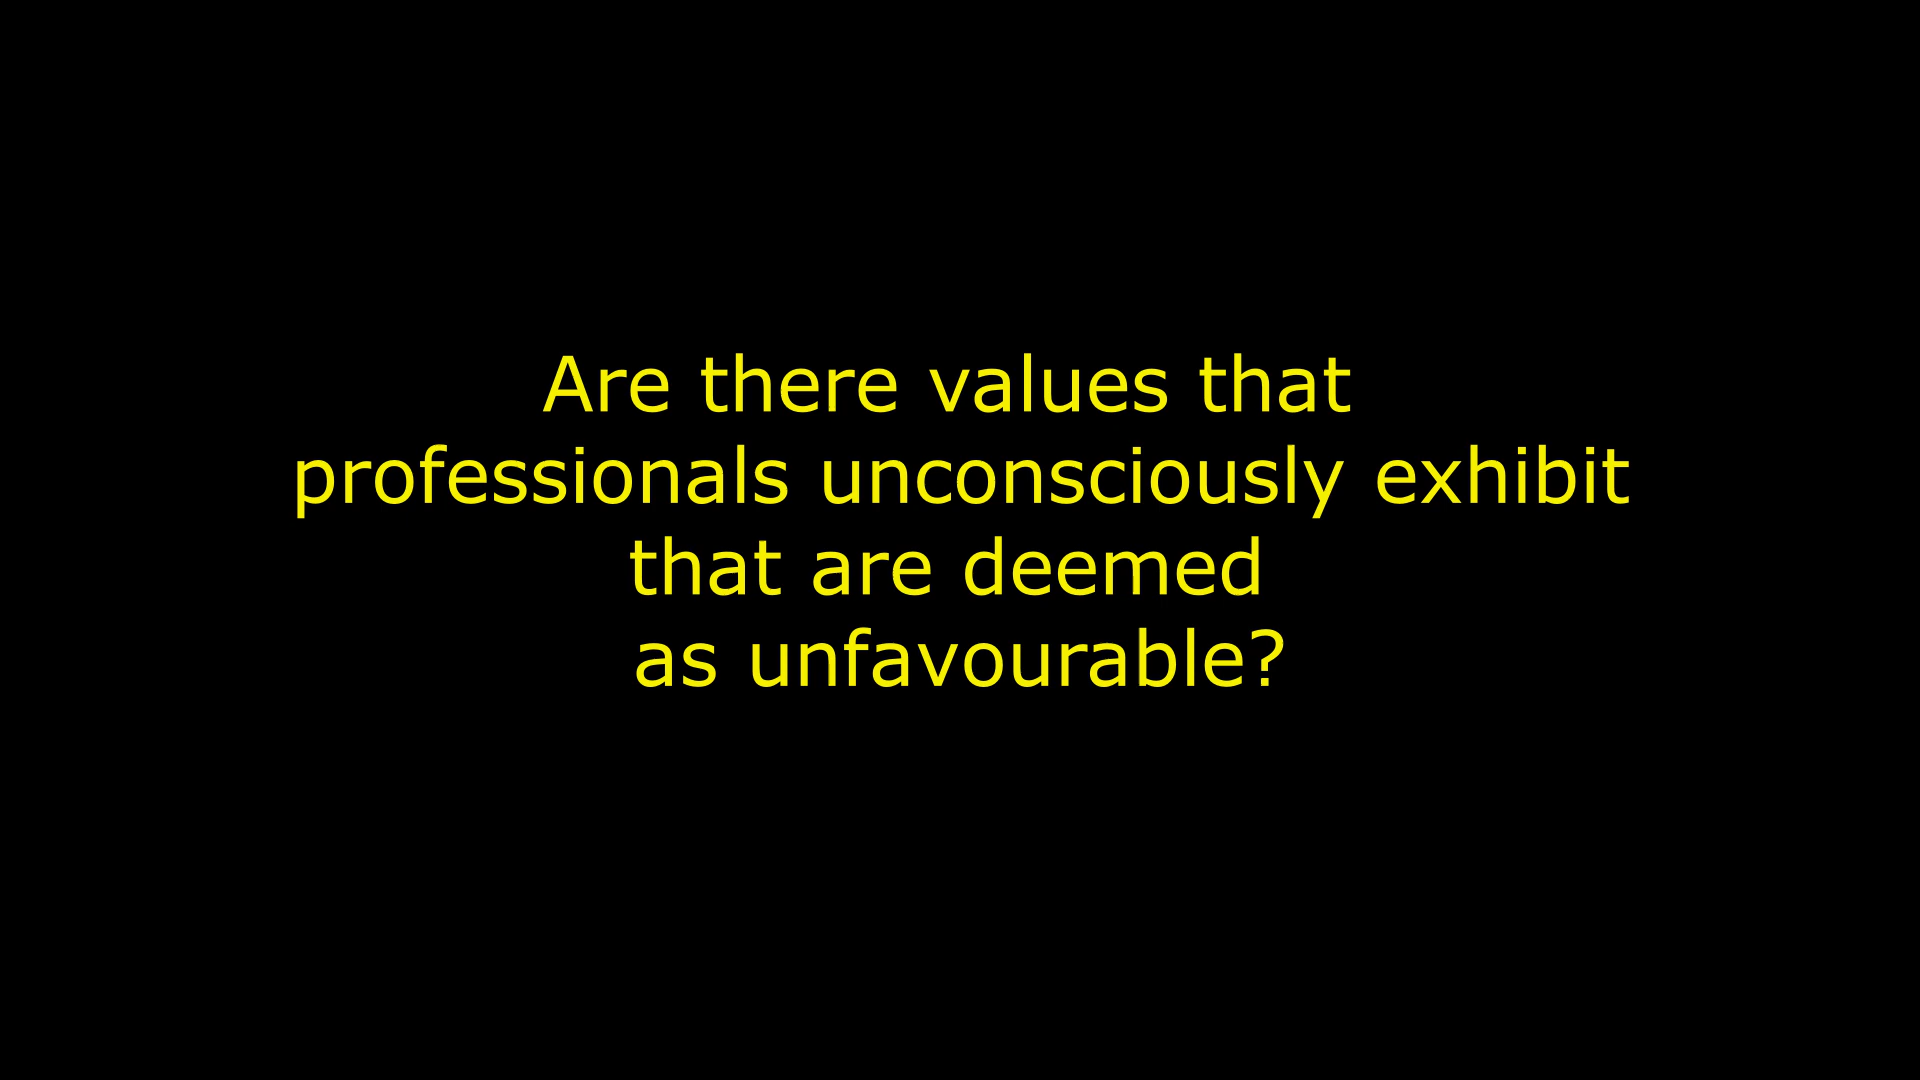 Are there values that
professionals unconsciously exhibit
that are deemed
as unfavourable?